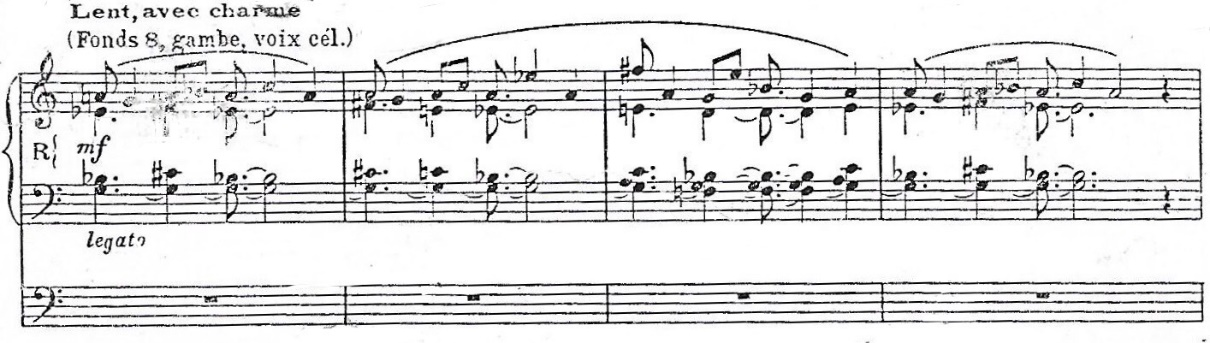 Lent, avec charme
(Fonds 8, gambe, voix cél.)
R
mf
legato